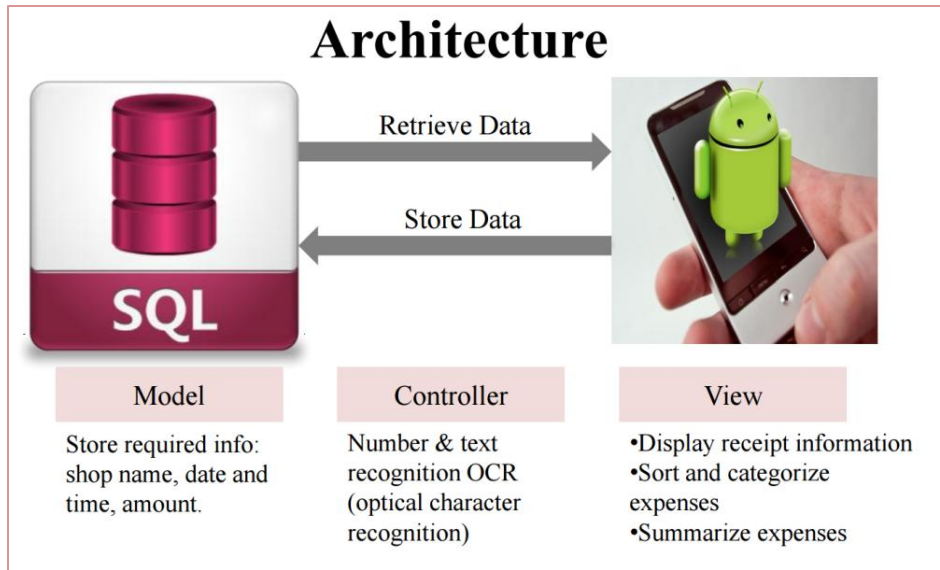 Architecture
Retrieve Data
Store Data
SQL
Model
Store required info:
shop name, date and
time, amount.
Controller
Number & text
recognition OCR
(optical character
recognition)
View
•Display receipt information
•Sort and categorize
expenses
•Summarize expenses